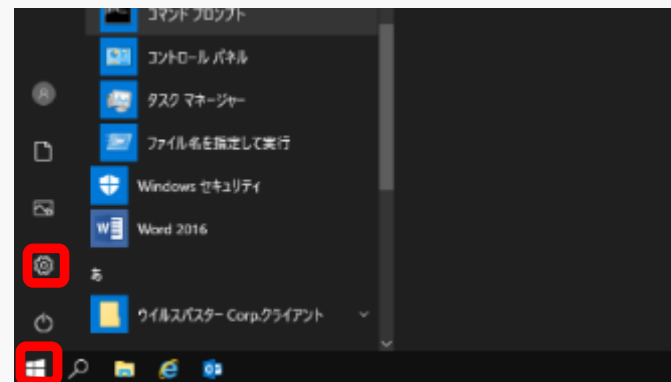 コマンド プロンプト
コントロール パネル
タスク マネージャー
ファイル名を指定して実行
Windows セキュリティ
Word 2016
あ
ウイルスバスター Corp.クライアント